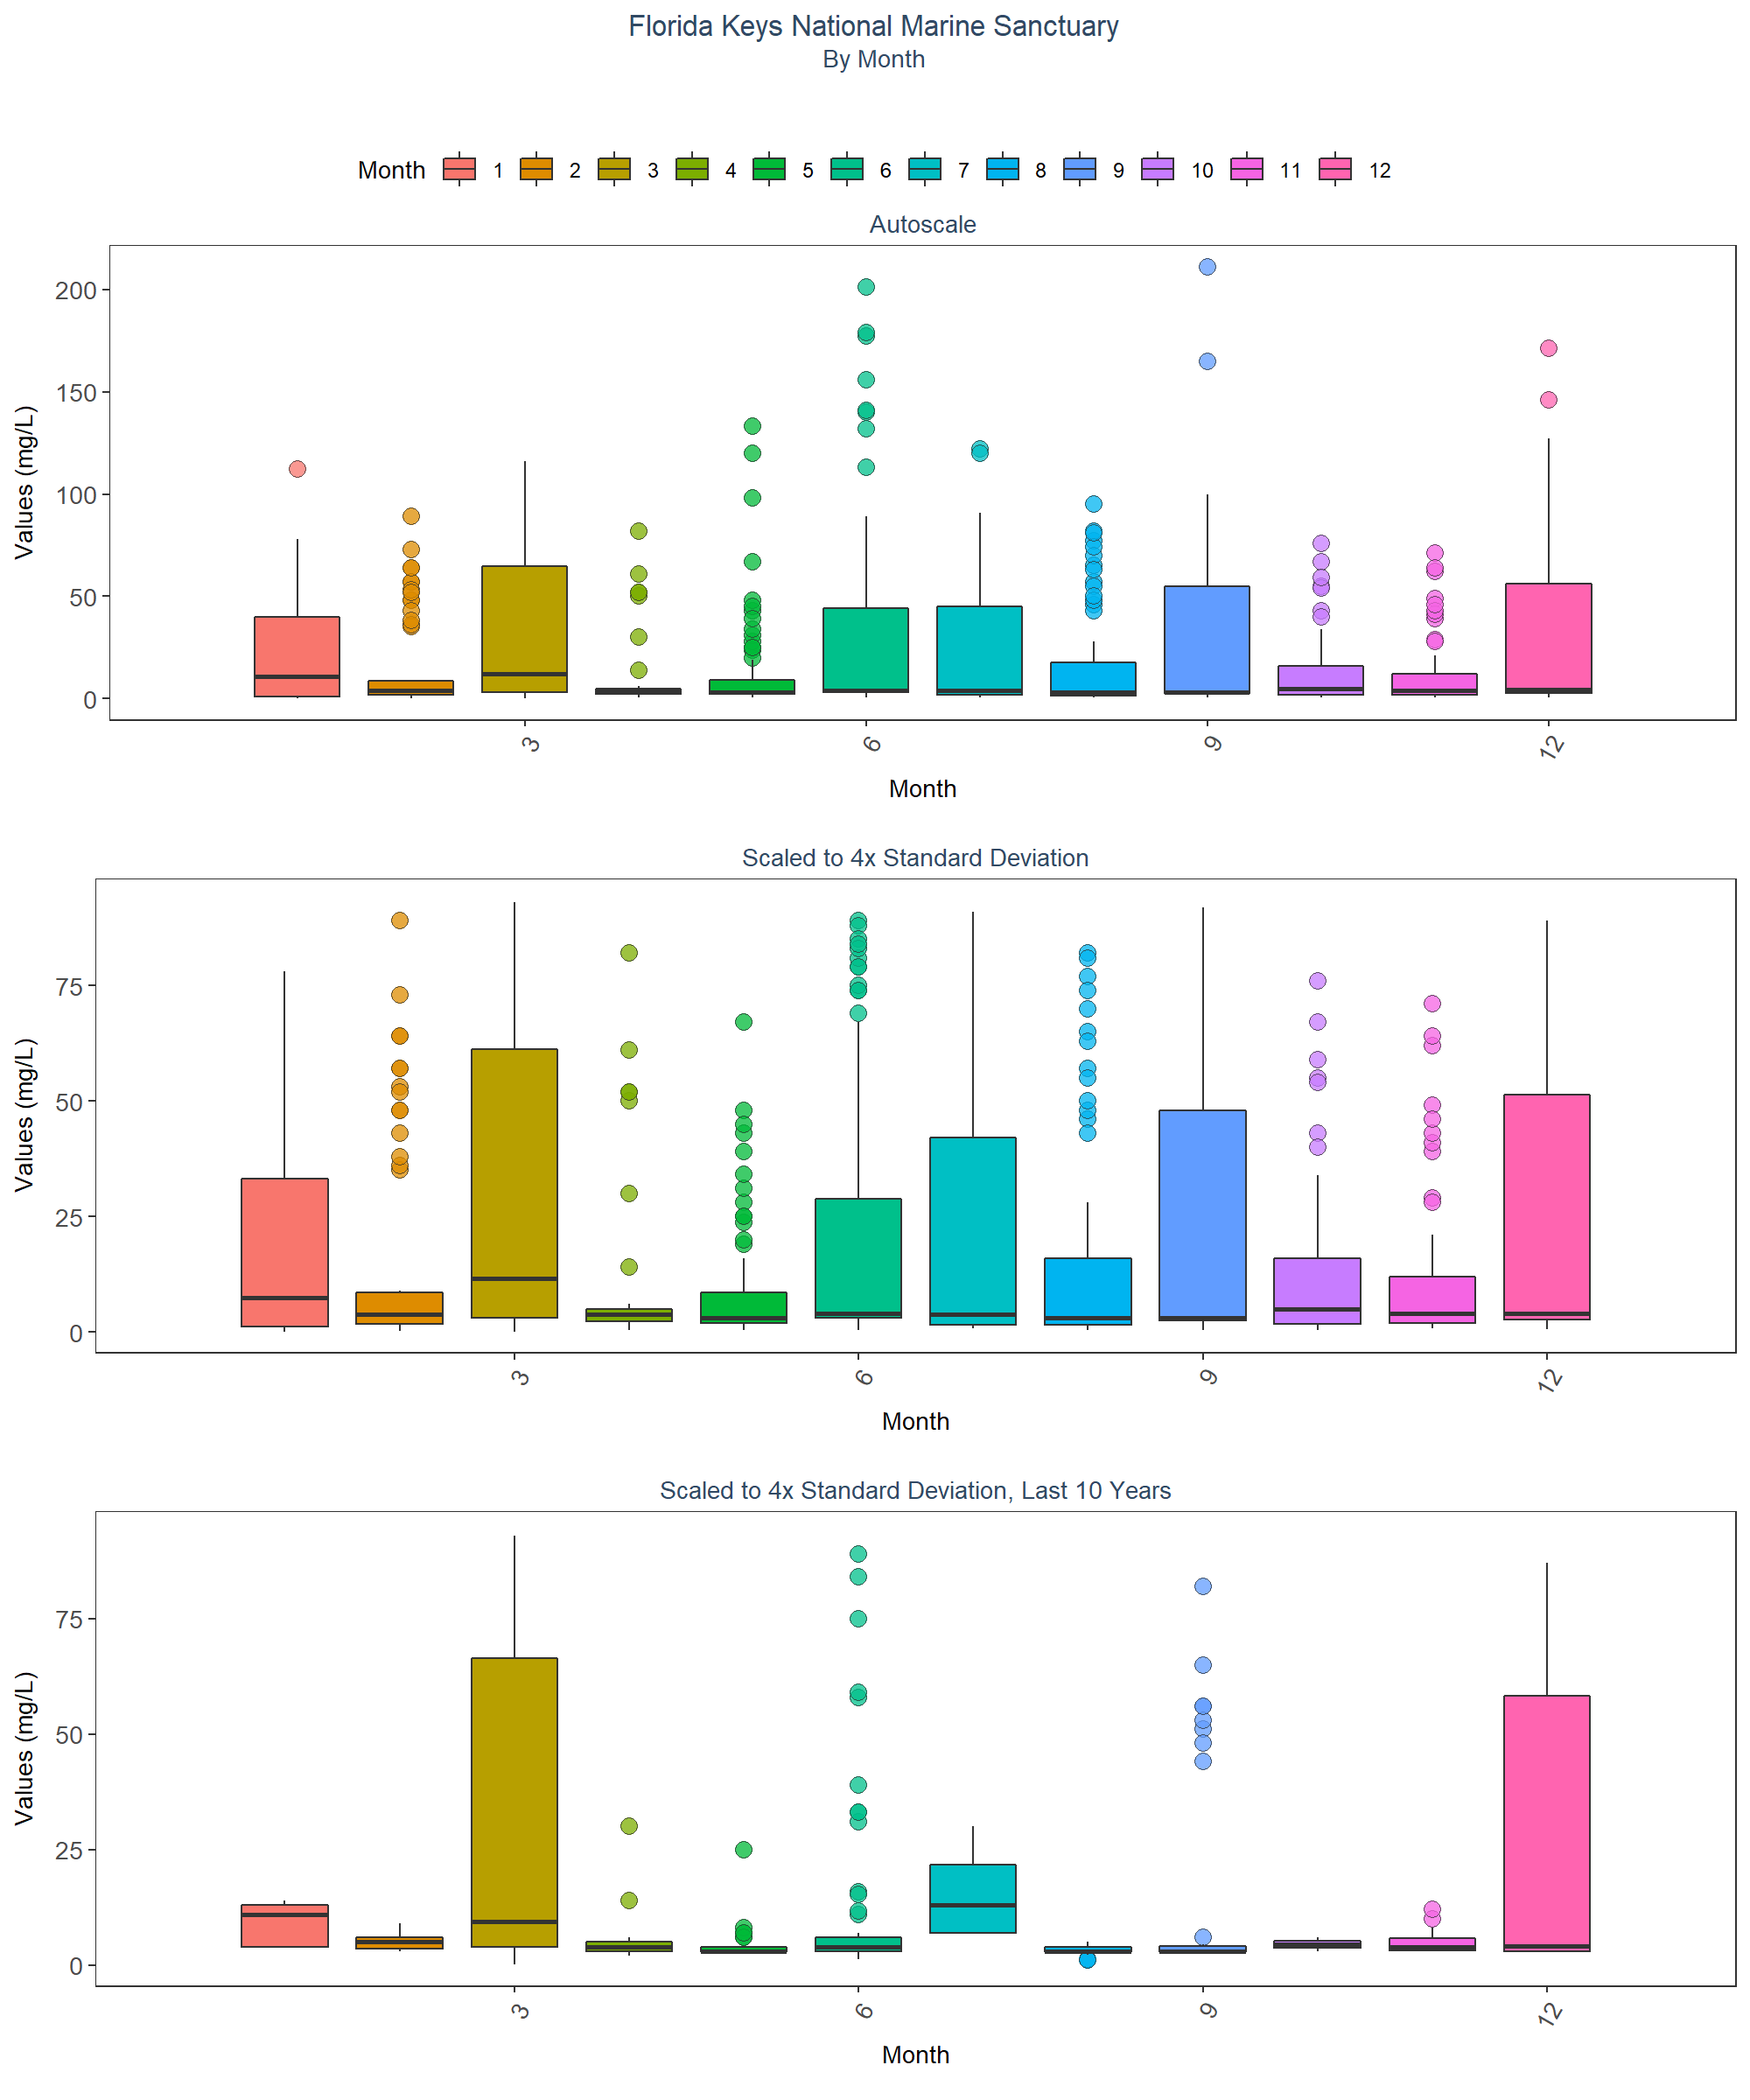 Florida Keys National Marine Sanctuary
By Month
Month 1 2 3 4 5 6 7 8 9 10 11 12
Autoscale
Values (mg/L)
200
150
100
50
0
3 6 9 12
Month
Scaled to 4x Standard Deviation
Values (mg/L)
75
50
25
0
3 6 9 12
Month
Scaled to 4x Standard Deviation, Last 10 Years
Values (mg/L)
75
50
25
0
3 6 9 12
Month